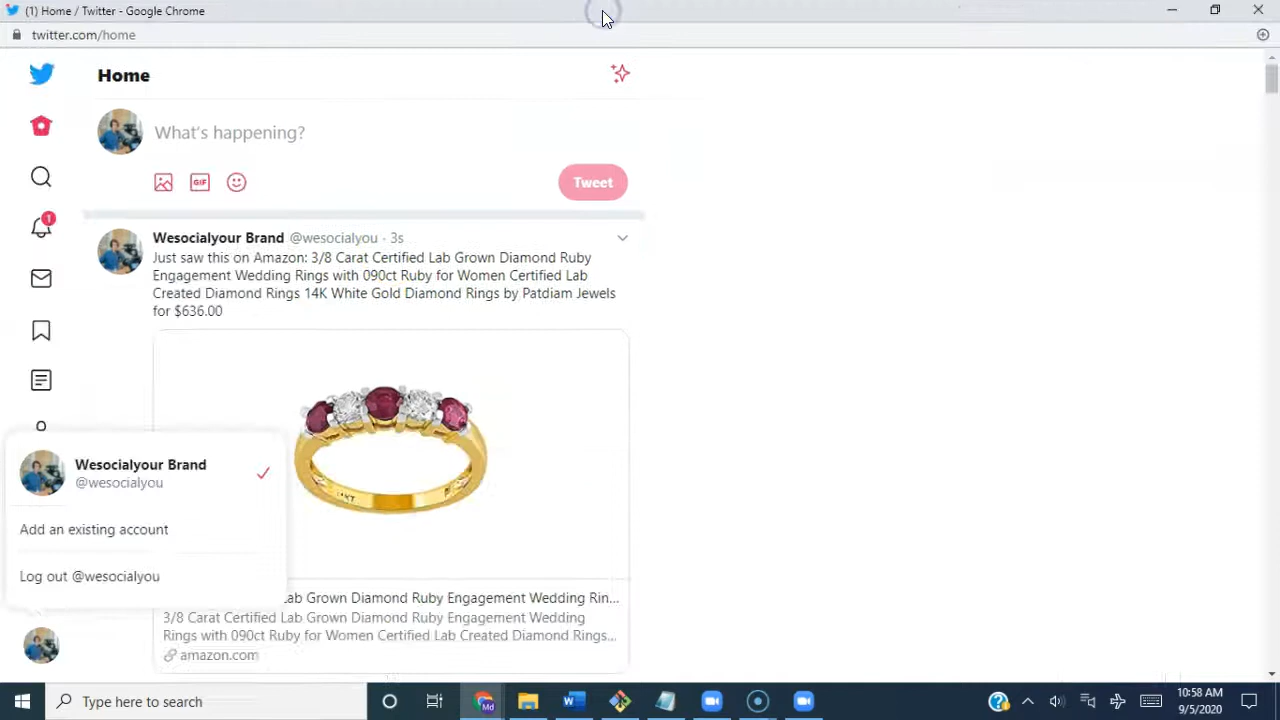 (1) Home / Twitter - Google Chrome
twitter.com/home
Home
What's happening?
GIF
Tweet
1
Wesocialyour Brand @wesocialyou · 3s
Just saw this on Amazon: 3/8 Carat Certified Lab Grown Diamond Ruby
Engagement Wedding Rings with 090ct Ruby for Women Certified Lab
Created Diamond Rings 14K White Gold Diamond Rings by Patdiam Jewels
for $636.00
Wesocialyour Brand
@wesocialyou
Add an existing account
Log out @wesocialyou
Lab Grown Diamond Ruby Engagement Wedding Rin...
3/8 Carat Certified Lab Grown Diamond Ruby Engagement Wedding
Rings with 090ct Ruby for Women Certified Lab Created Diamond Rings...
amazon.com
Type here to search
Md
10:58 AM
9/5/2020